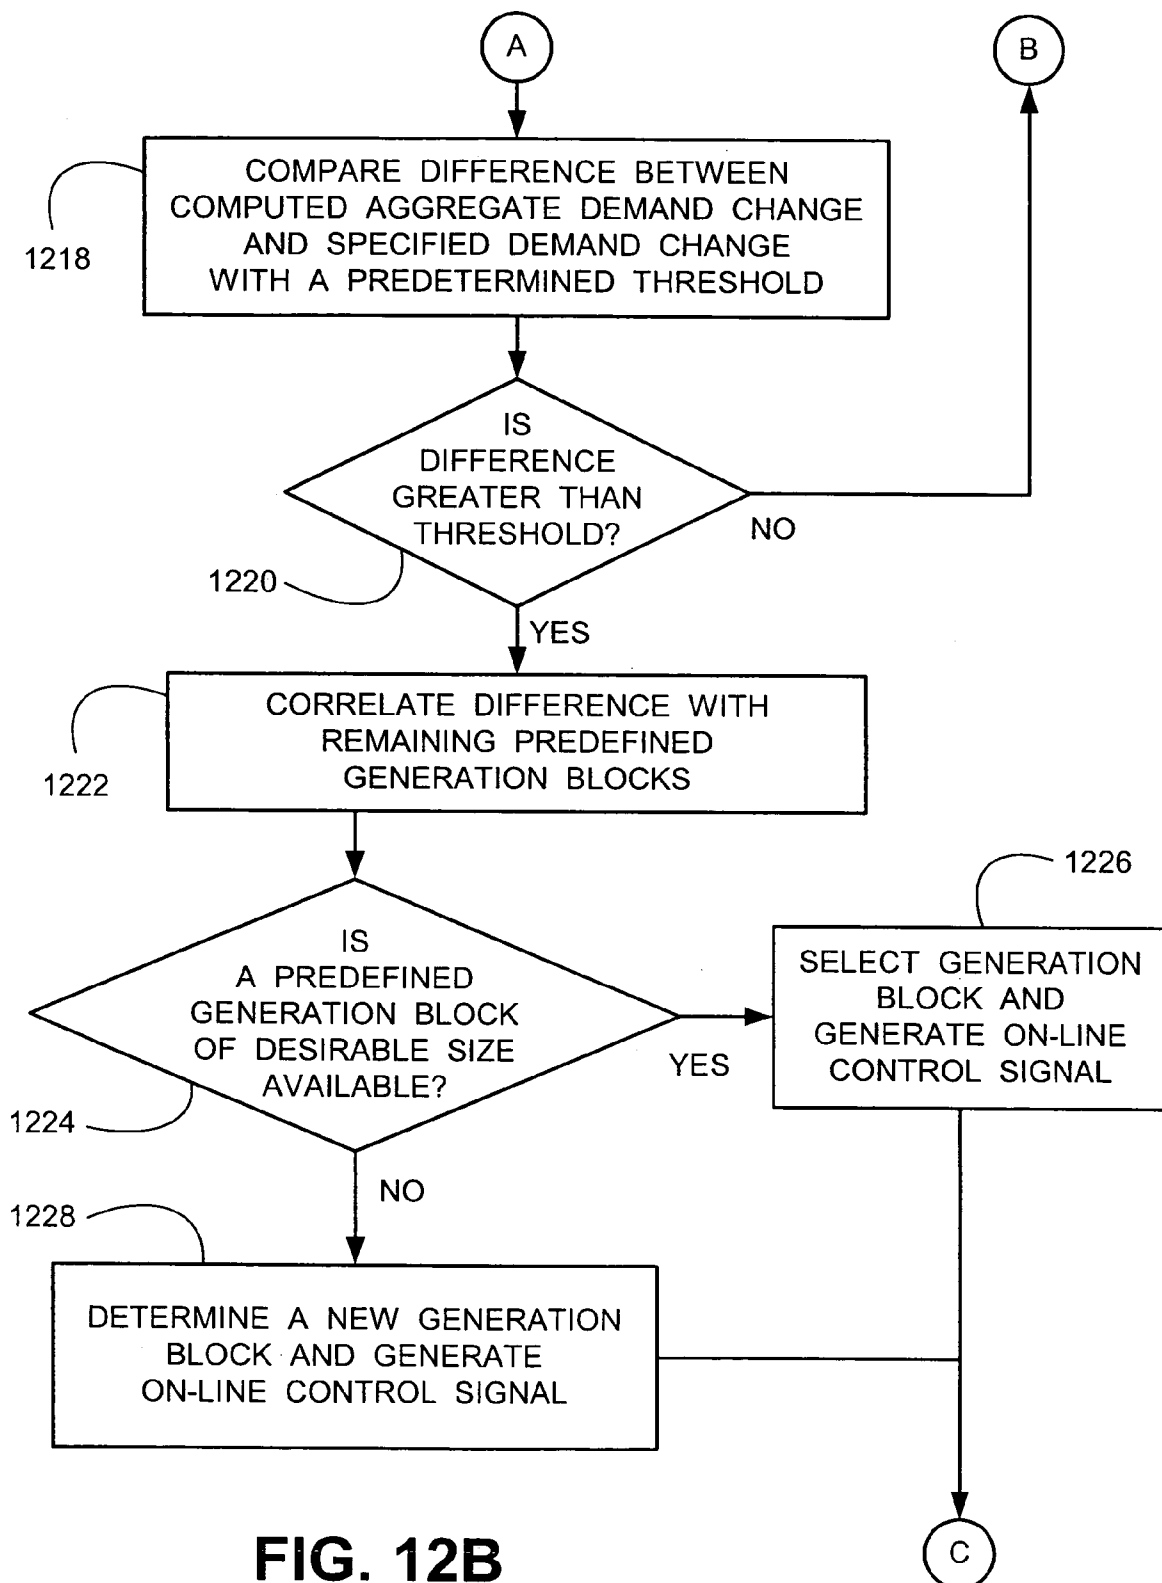 A
B
COMPARE DIFFERENCE BETWEEN
COMPUTED AGGREGATE DEMAND CHANGE
AND SPECIFIED DEMAND CHANGE
WITH A PREDETERMINED THRESHOLD
1218
IS
DIFFERENCE
GREATER THAN
THRESHOLD?
NO
1220
YES
CORRELATE DIFFERENCE WITH
REMAINING PREDEFINED
GENERATION BLOCKS
1222
1226
IS
A PREDEFINED
GENERATION BLOCK
OF DESIRABLE SIZE
AVAILABLE?
YES
SELECT GENERATION
BLOCK AND
GENERATE ON-LINE
CONTROL SIGNAL
1224
NO
1228
DETERMINE A NEW GENERATION
BLOCK AND GENERATE
ON-LINE CONTROL SIGNAL
C
FIG. 12B